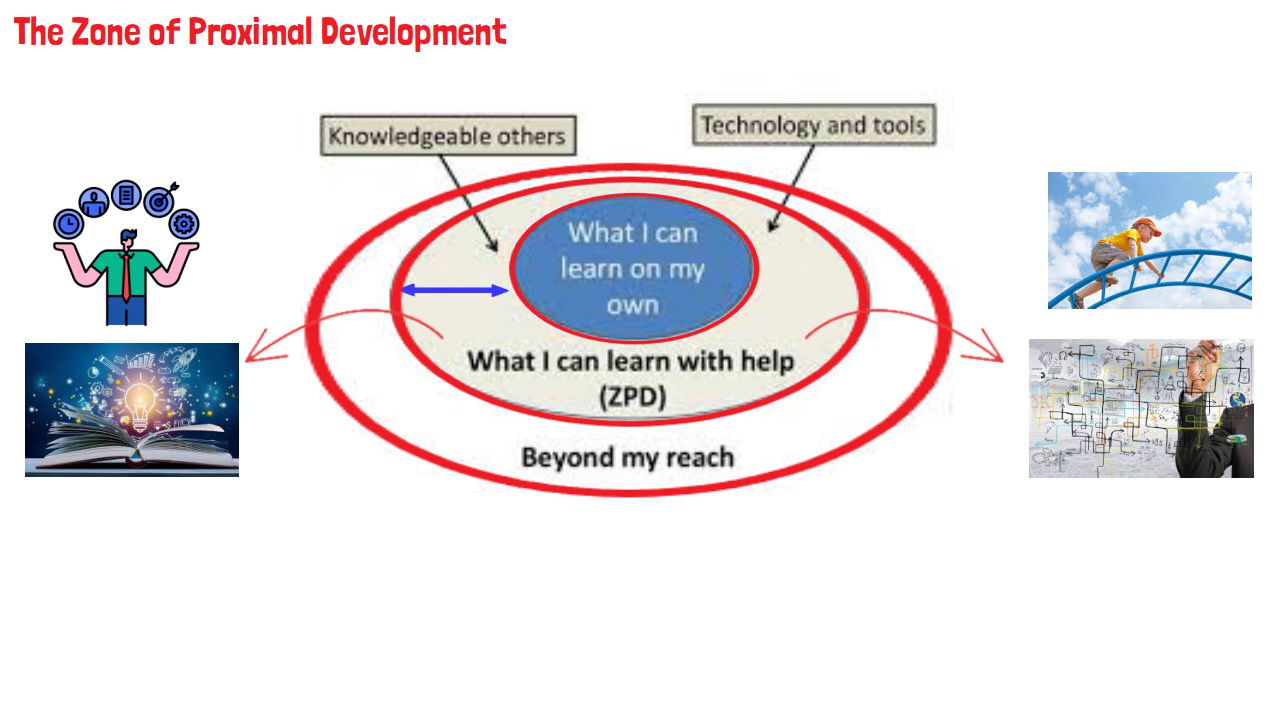 The Zone of Proximal Development
Knowledgeable others
Technology and tools
What I can
learn on my
own
What I can learn with help
(ZPD)
Beyond my reach